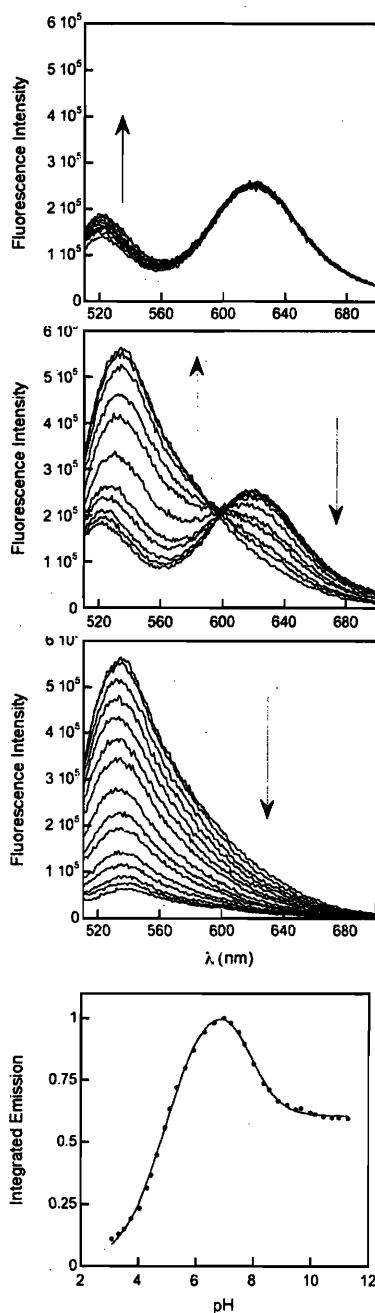 6 10⁵
5 10⁵
4 10⁵
3 10⁵
2 10⁵
1 10⁵
0
Fluorescence Intensity
520 560 600 640 680
5 10⁵
4 10⁵
3 10⁵
2 10⁵
1 10⁵
0
Fluorescence Intensity
520 560 600 640 680
5 10⁵
4 10⁵
3 10⁵
2 10⁵
1 10⁵
0
Fluorescence Intensity
520 560 600 640 680
λ (nm)
1
0.75
0.5
0.25
0
Integrated Emission
2 4 6 8 10 12
pH